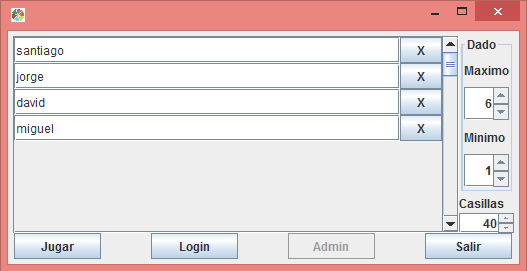 santiago X
jorge X
david X
miguel X
Dado
Maximo
6
Minimo
1
Casillas
40
Jugar Login Admin Salir